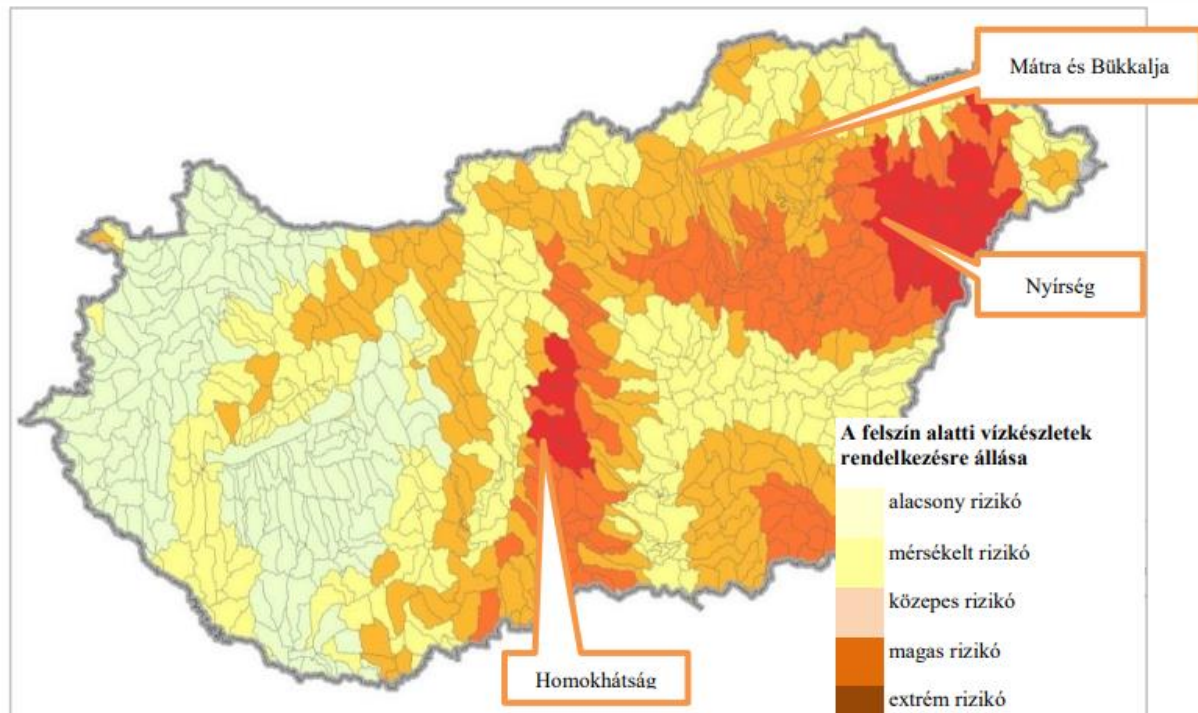 Mátra és Bükkalja
Nyírség
Homokhátság
A felszín alatti vízkészletek
rendelkezésre állása
alacsony rizikó
mérsékelt rizikó
közepes rizikó
magas rizikó
extrém rizikó